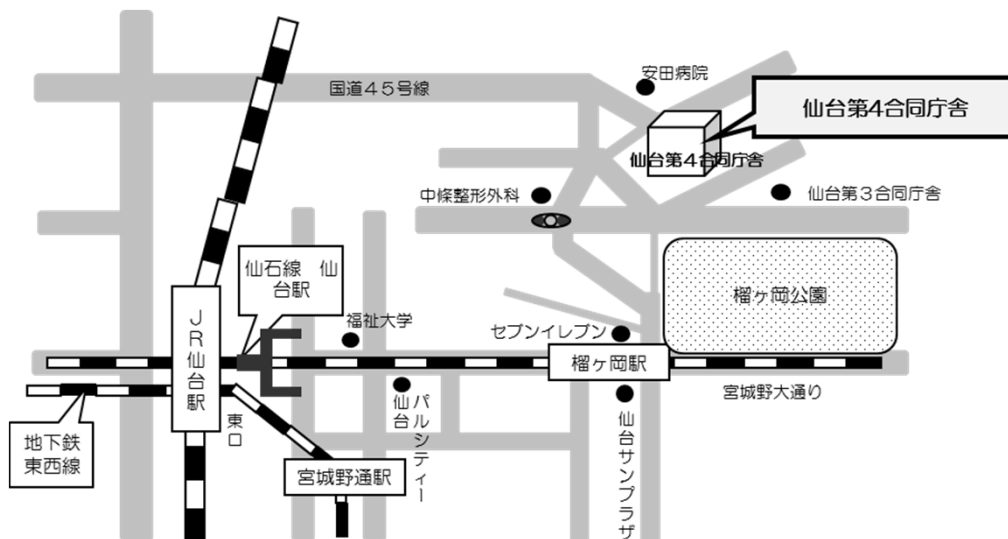 安田病院
国道45号線
仙台第4合同庁舎
仙台第4合同庁舎
中條整形外科
仙台第3合同庁舎
仙石線 仙
台駅
榴ヶ岡公園
JR仙台駅
福祉大学
セブンイレブン
榴ヶ岡駅
宮城野大通り
地下鉄
東西線
東口
パルシティー
仙台
仙台サンプラザ
宮城野通駅